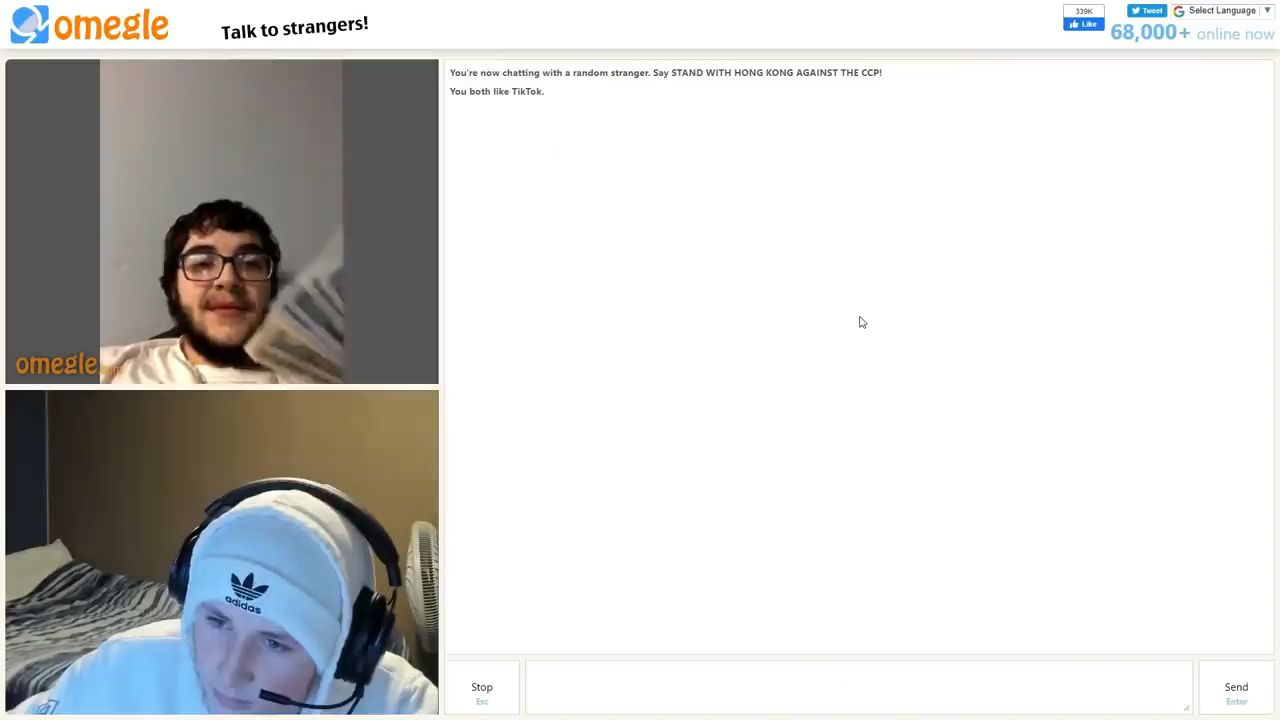 omegle
Talk to strangers!
339K
Like
Tweet
Select Language
68,000+ online now
You're now chatting with a random stranger. Say STAND WITH HONG KONG AGAINST THE CCP!
You both like TikTok.
omegle
adidas
Stop
Esc
Send
Enter